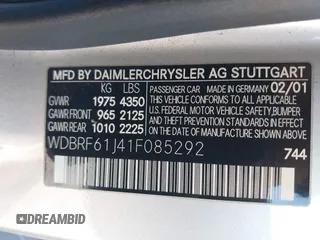 MFD BY DAIMLERCHRYSLER AG STUTTGART
KG LBS
PASSENGER CAR MADE IN GERMANY 02/01
GVWR 1975 4350
GAWR FRONT 965 2125
GAWR REAR 1010 2225
THIS VEHICLE CONFORMS TO ALL APPLICABLE
U.S. FEDERAL MOTOR VEHICLE SAFETY, BUMPER,
AND THEFT PREVENTION STANDARDS IN EFFECT
ON THE DATE OF MANUFACTURE SHOWN ABOVE.
WDBRF61J41F085292
744
DREAMBID